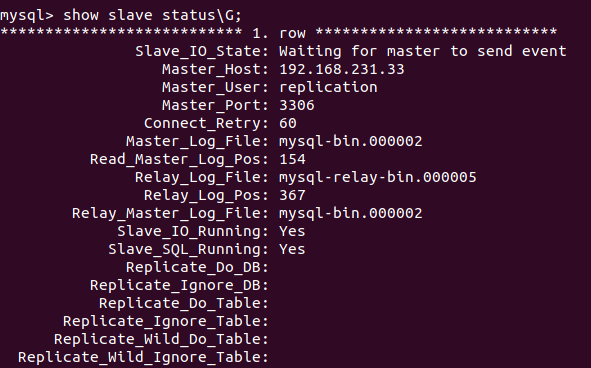 mysql> show slave status\G;
*************************** 1. row ***************************
Slave_IO_State: Waiting for master to send event
Master_Host: 192.168.231.33
Master_User: replication
Master_Port: 3306
Connect_Retry: 60
Master_Log_File: mysql-bin.000002
Read_Master_Log_Pos: 154
Relay_Log_File: mysql-relay-bin.000005
Relay_Log_Pos: 367
Relay_Master_Log_File: mysql-bin.000002
Slave_IO_Running: Yes
Slave_SQL_Running: Yes
Replicate_Do_DB:
Replicate_Ignore_DB:
Replicate_Do_Table:
Replicate_Ignore_Table:
Replicate_Wild_Do_Table:
Replicate_Wild_Ignore_Table: